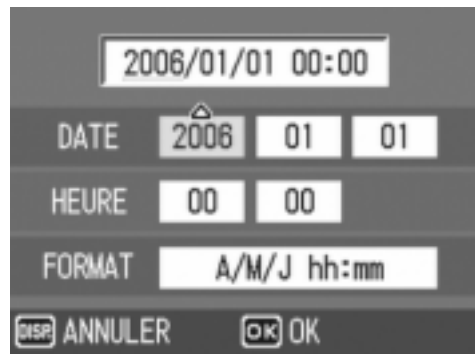 2006/01/01 00:00
DATE 2006 01 01
HEURE 00 00
FORMAT A/M/J hh:mm
DISP. ANNULER OK OK